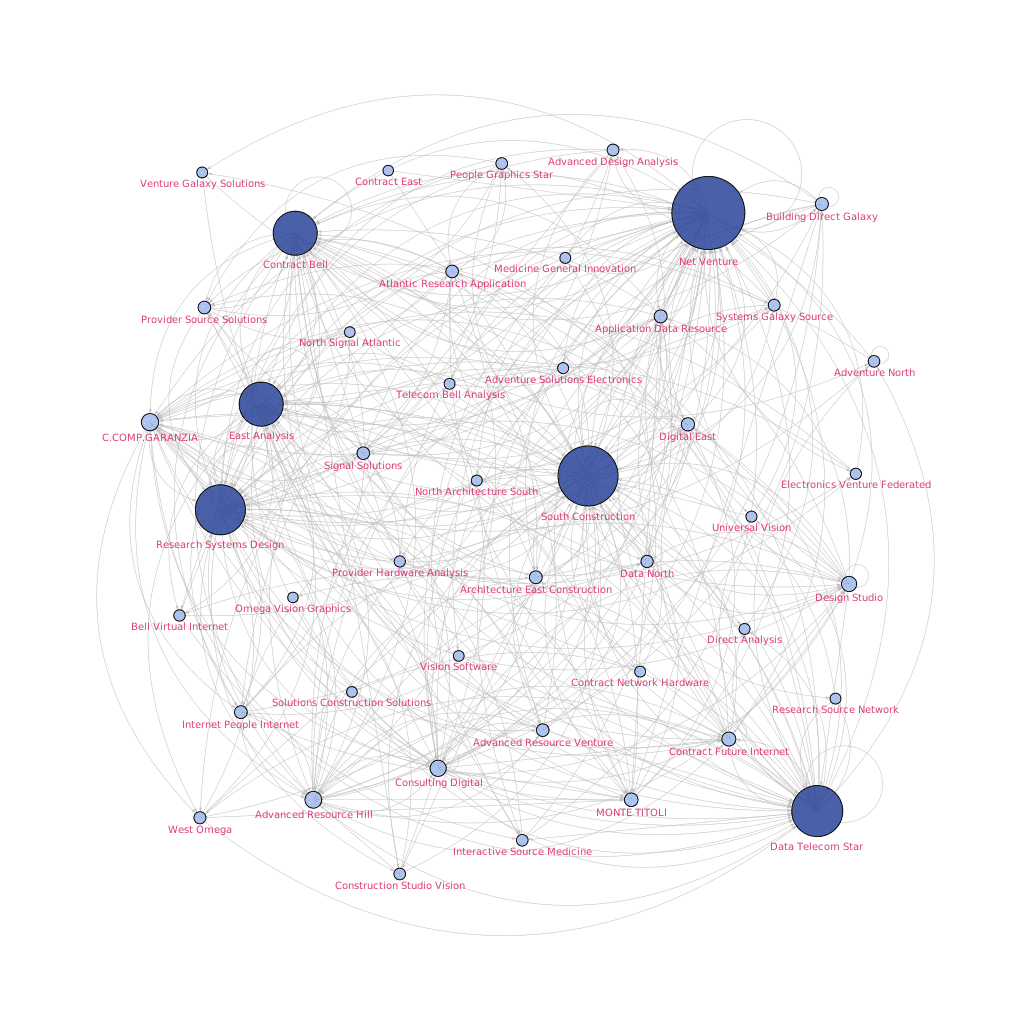 Advanced Design Analysis
People Graphics Star
Contract East
Venture Galaxy Solutions
Building Direct Galaxy
Net Venture
Contract Bell
Medicine General Innovation
Atlantic Research Application
Systems Galaxy Source
Provider Source Solutions
Application Data Resource
North Signal Atlantic
Adventure North
Adventure Solutions Electronics
Telecom Bell Analysis
East Analysis
C.COMP.GARANZIA
Digital East
Signal Solutions
Electronics Venture Federated
North Architecture South
South Construction
Universal Vision
Research Systems Design
Provider Hardware Analysis
Data North
Architecture East Construction
Design Studio
Omega Vision Graphics
Bell Virtual Internet
Direct Analysis
Vision Software
Contract Network Hardware
Solutions Construction Solutions
Research Source Network
Internet People Internet
Advanced Resource Venture
Contract Future Internet
Consulting Digital
Advanced Resource Hill
MONTE TITOLI
West Omega
Data Telecom Star
Interactive Source Medicine
Construction Studio Vision